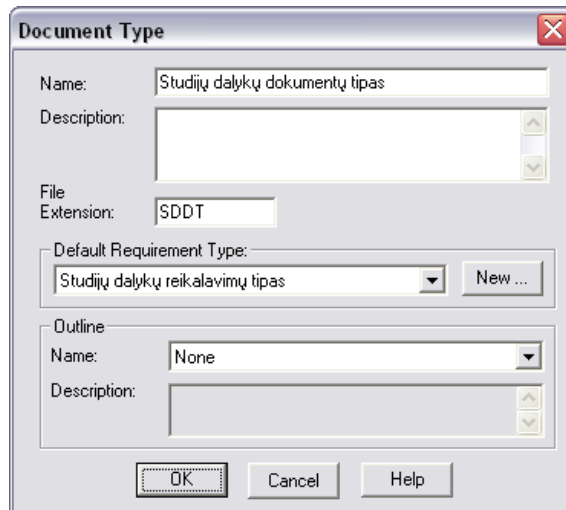 Document Type
Name:
Studijų dalykų dokumentų tipas
Description:
File
Extension:
SDDT
Default Requirement Type:
Studijų dalykų reikalavimų tipas
New ...
Outline
Name:
None
Description:
OK
Cancel
Help